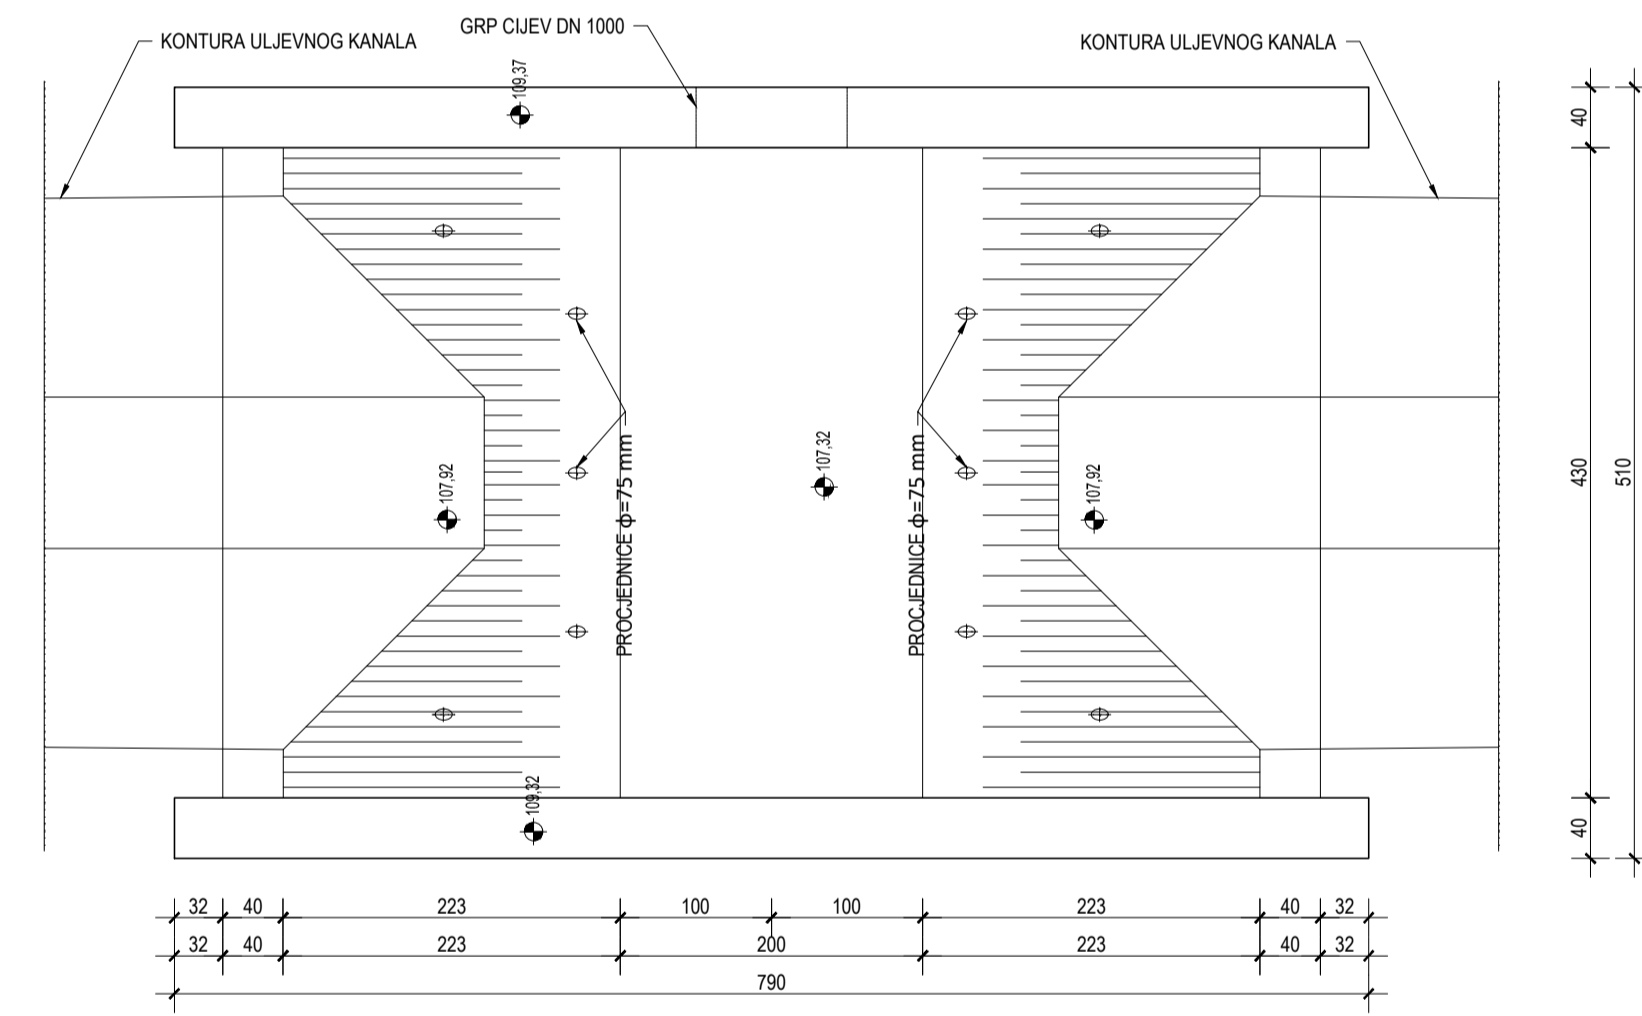 GRP CIJEV DN 1000
KONTURA ULJEVNOG KANALA
KONTURA ULJEVNOG KANALA
109,37
40
107,92
PROCJEDNICE ф=75 mm
107,32
PROCJEDNICE ф=75 mm
107,92
430
510
109,32
40
32 40 223 100 100 223 40 32
32 40 223 200 223 40 32
790